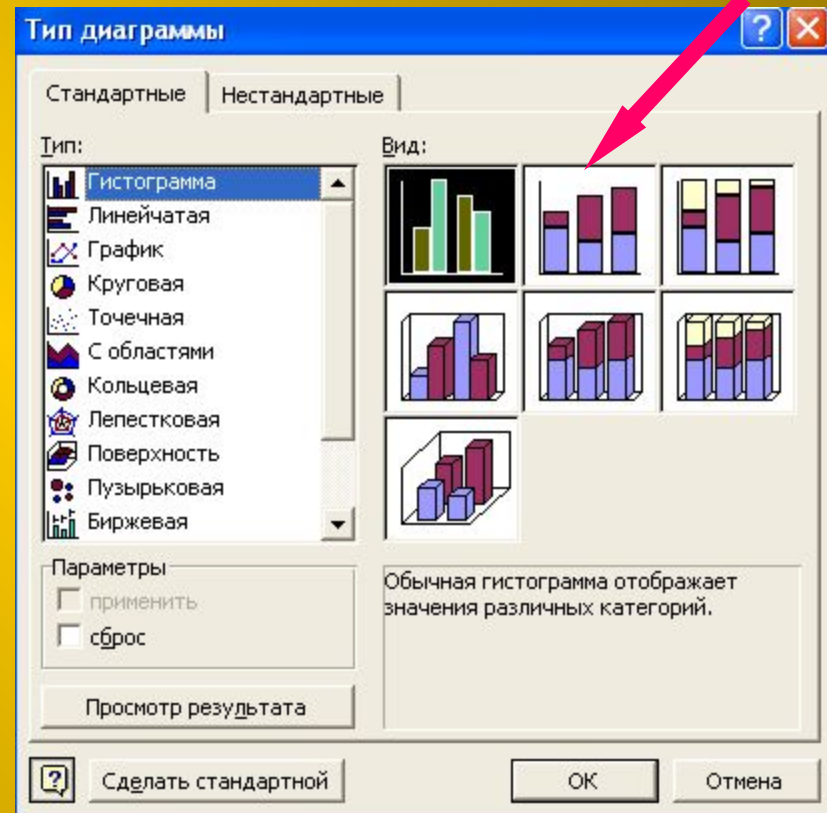 Тип диаграммы
Стандартные
Нестандартные
Тип:
Вид:
Гистограмма
Линейчатая
График
Круговая
Точечная
С областями
Кольцевая
Лепестковая
Поверхность
Пузырьковая
Биржевая
Параметры
применить
сброс
Обычная гистограмма отображает
значения различных категорий.
Просмотр результата
Сделать стандартной
ОК
Отмена